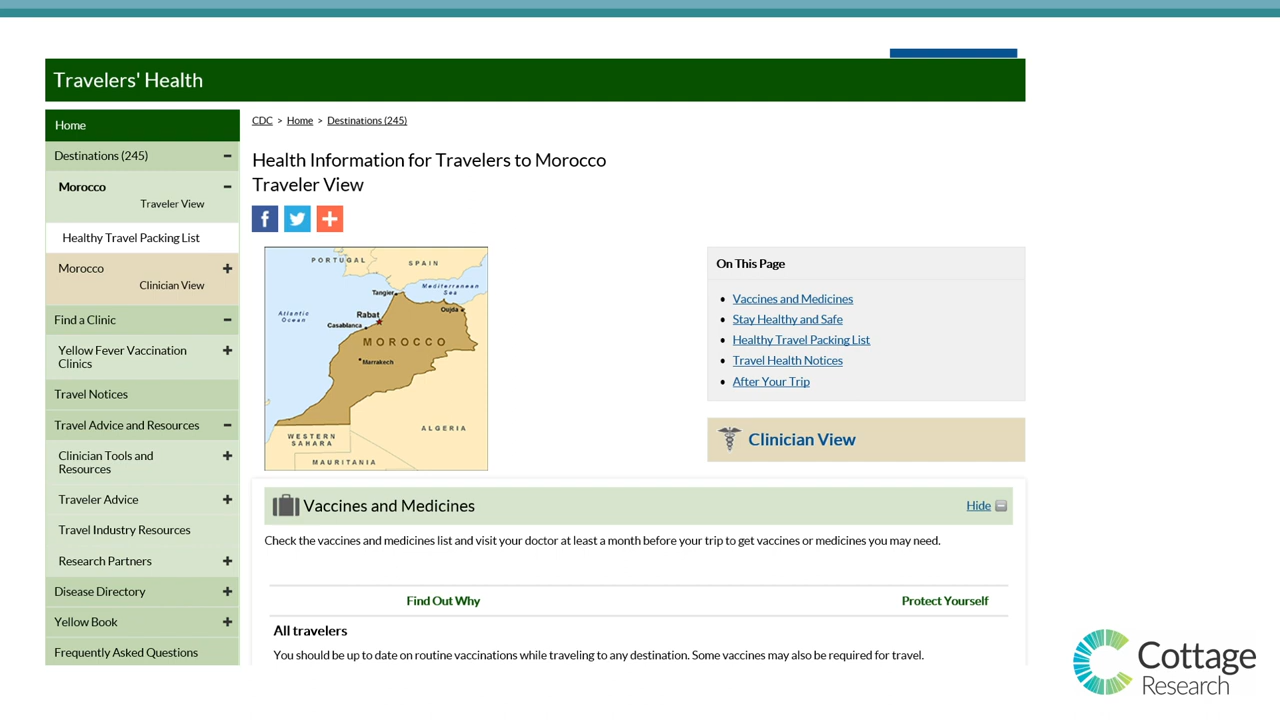 Travelers' Health
Home
Destinations (245)
Morocco
Traveler View
Healthy Travel Packing List
Morocco
Clinician View
Find a Clinic
Yellow Fever Vaccination
Clinics
Travel Notices
Travel Advice and Resources
Clinician Tools and
Resources
Traveler Advice
Travel Industry Resources
Research Partners
Disease Directory
Yellow Book
Frequently Asked Questions
CDC > Home > Destinations (245)
Health Information for Travelers to Morocco
Traveler View
PORTUGAL
SPAIN
Tangier
Mediterranean
Sea
Atlantic
Ocean
Rabat
Oujda
Casablanca
MOROCCO
Marrakech
ALGERIA
WESTERN
SAHARA
MAURITANIA
On This Page
• Vaccines and Medicines
• Stay Healthy and Safe
• Healthy Travel Packing List
• Travel Health Notices
• After Your Trip
Clinician View
Vaccines and Medicines
Hide
Check the vaccines and medicines list and visit your doctor at least a month before your trip to get vaccines or medicines you may need.
Find Out Why
Protect Yourself
All travelers
You should be up to date on routine vaccinations while traveling to any destination. Some vaccines may also be required for travel.
Cottage
Research